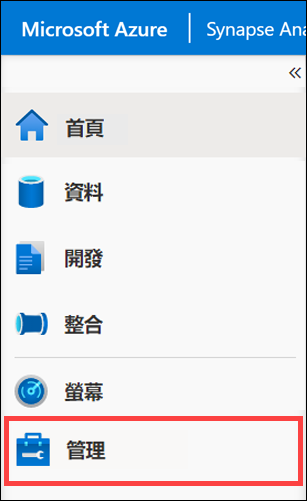 Microsoft Azure | Synapse Ana
«
首頁
資料
開發
整合
螢幕
管理